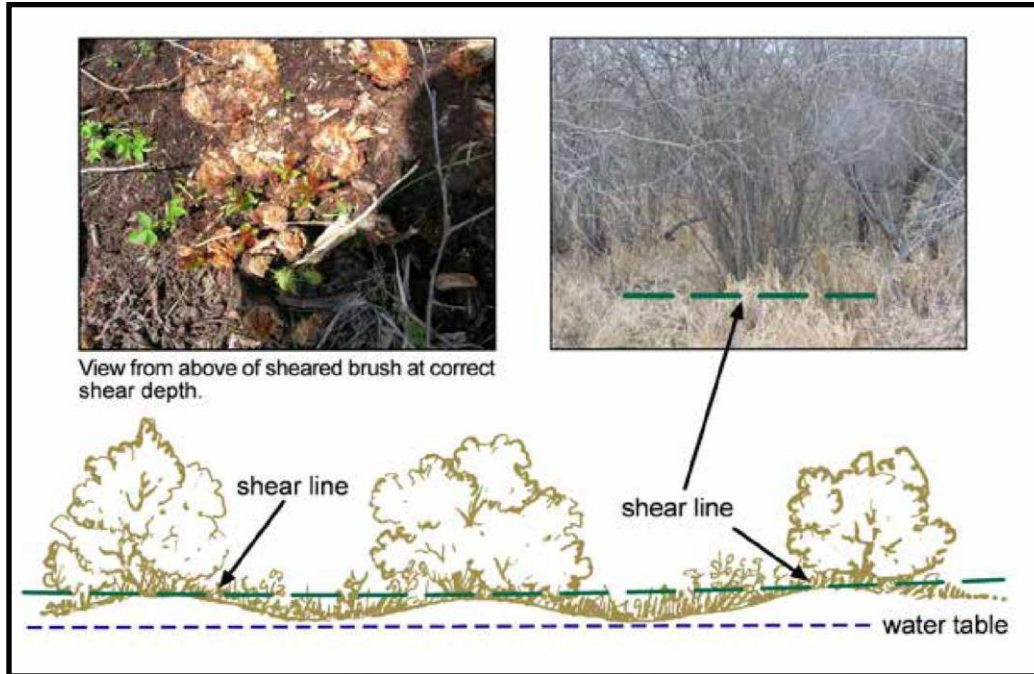 View from above of sheared brush at correct
shear depth.
shear line
shear line
water table